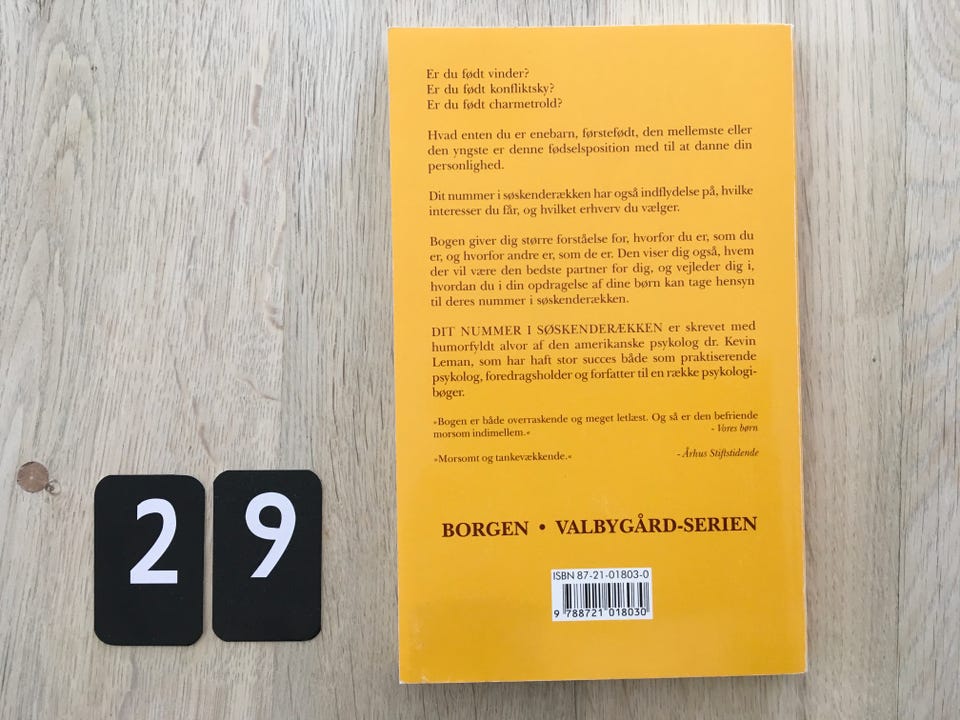 Er du født vinder?
Er du født konfliktsky?
Er du født charmetrold?
Hvad enten du er enebarn, førstefødt, den mellemste eller
den yngste er denne fødselsposition med til at danne din
personlighed.
Dit nummer i søskenderækken har også indflydelse på, hvilke
interesser du får, og hvilket erhverv du vælger.
Bogen giver dig større forståelse for, hvorfor du er, som du
er, og hvorfor andre er, som de er. Den viser dig også, hvem
der vil være den bedste partner for dig, og vejleder dig i,
hvordan du i din opdragelse af dine børn kan tage hensyn
til deres nummer i søskenderækken.
DIT NUMMER I SØSKENDERÆKKEN er skrevet med
humorfyldt alvor af den amerikanske psykolog dr. Kevin
Leman, som har haft stor succes både som praktiserende
psykolog, foredragsholder og forfatter til en række psykologi-
bøger.
»Bogen er både overraskende og meget letlæst. Og så er den befriende
morsom indimellem.« - Vores børn
»Morsomt og tankevækkende.« - Århus Stiftstidende
BORGEN • VALBYGÅRD-SERIEN
ISBN 87-21-01803-0
9 788721 018030
2 9